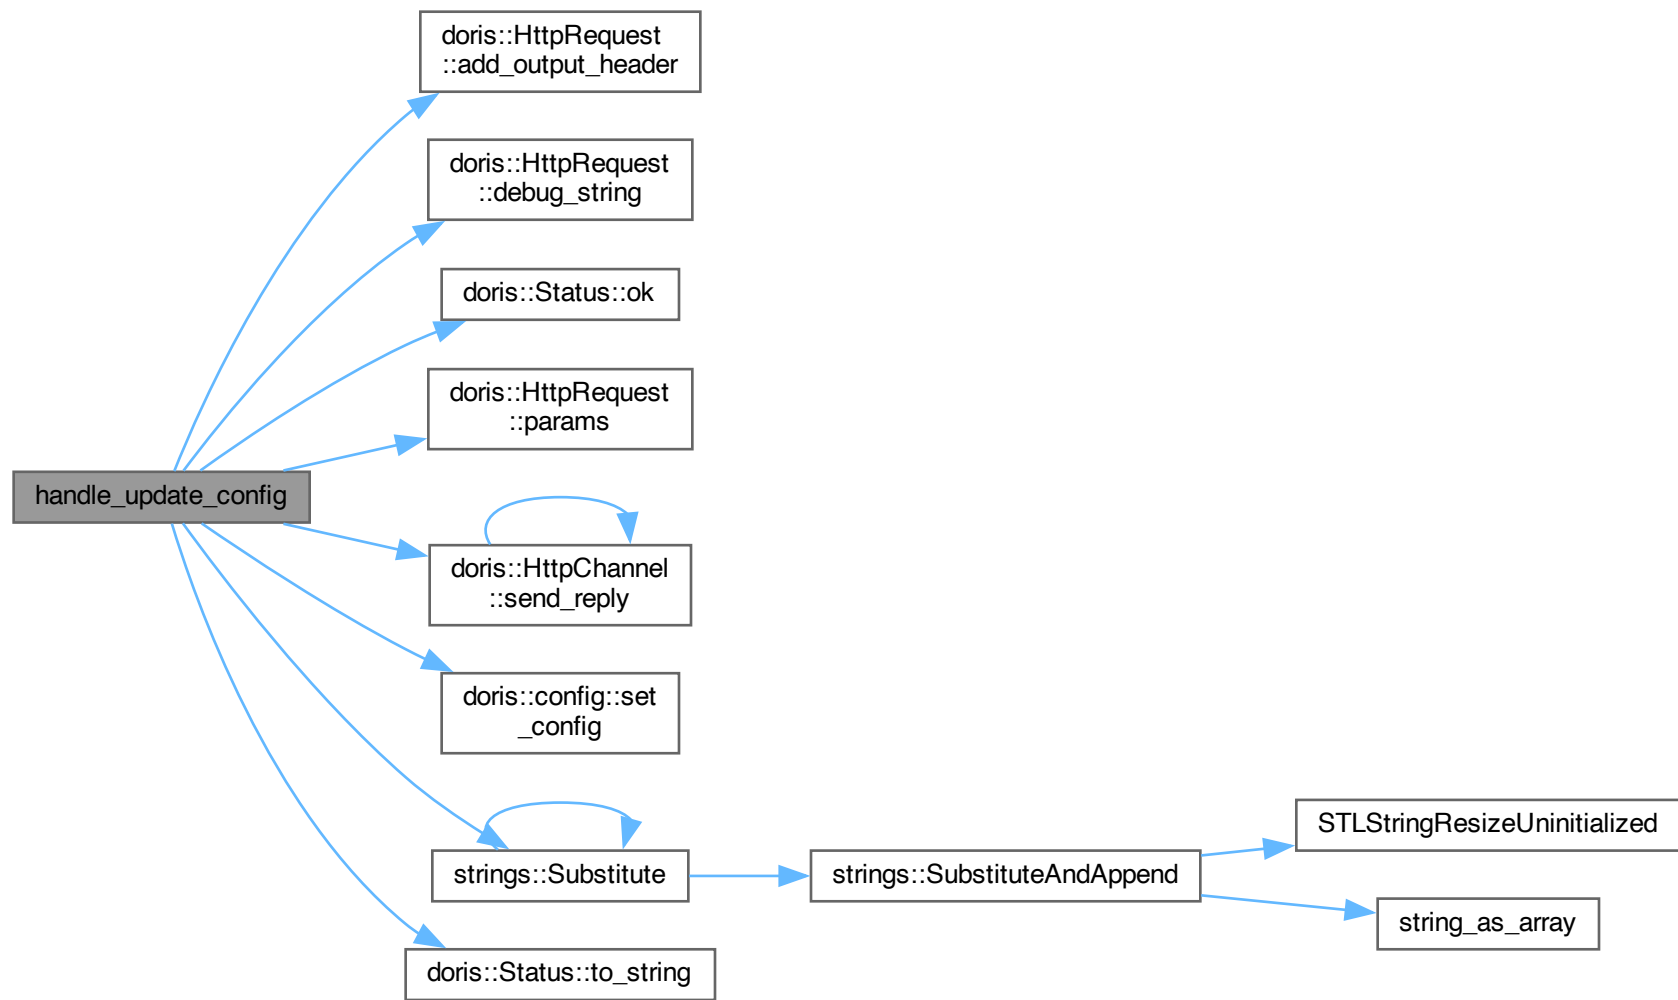 doris::HttpRequest
::add_output_header
doris::HttpRequest
::debug_string
doris::Status::ok
doris::HttpRequest
::params
handle_update_config
doris::HttpChannel
::send_reply
doris::config::set
_config
strings::Substitute
strings::SubstituteAndAppend
STLStringResizeUninitialized
string_as_array
doris::Status::to_string